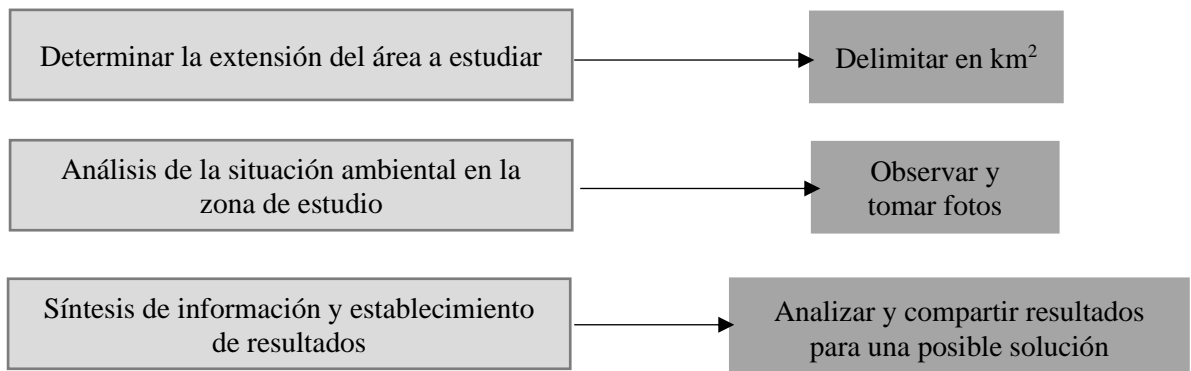 Determinar la extensión del área a estudiar
Delimitar en km²
Análisis de la situación ambiental en la
zona de estudio
Observar y
tomar fotos
Síntesis de información y establecimiento
de resultados
Analizar y compartir resultados
para una posible solución